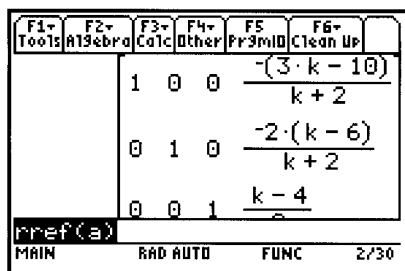 F1▾ F2▾ F3▾ F4▾ F5 F6▾
Tools Algebra Calc Other PrgmIO Clean Up
1 0 0 -(3·k - 10)
k + 2
0 1 0 -2·(k - 6)
k + 2
0 0 1 k - 4
rref(a)
MAIN RAD AUTO FUNC 2/30